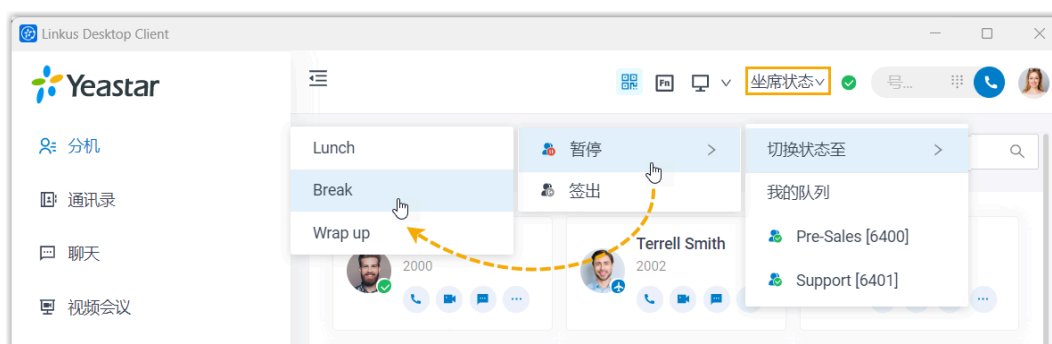 Linkus Desktop Client
Yeastar
Fn
坐席状态
号...
分机
通讯录
聊天
视频会议
Lunch
Break
Wrap up
暂停
签出
切换状态至
我的队列
Pre-Sales [6400]
Support [6401]
2000
Terrell Smith
2002